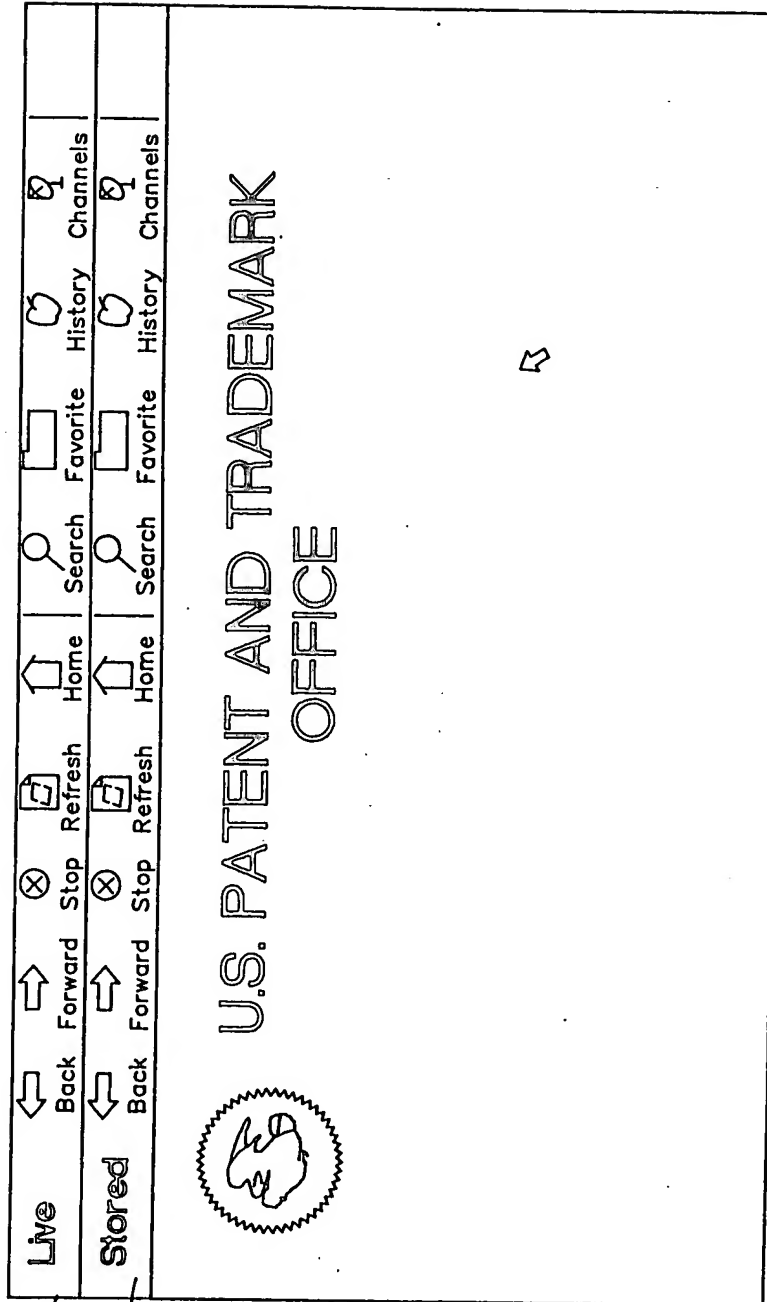 Live
Back Forward Stop Refresh Home Search Favorite History Channels
Stored
Back Forward Stop Refresh Home Search Favorite History Channels
U.S. PATENT AND TRADEMARK
OFFICE